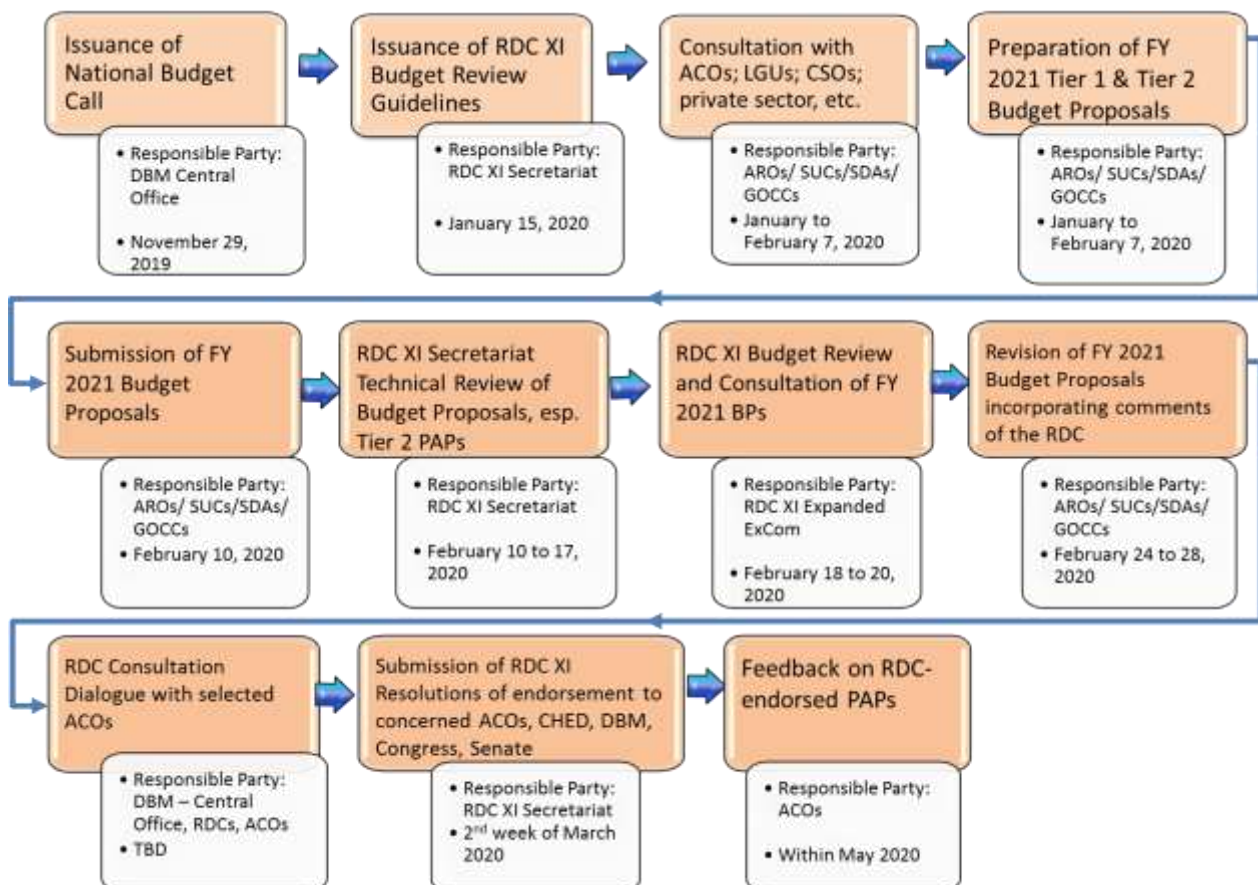 Issuance of
National Budget
Call
• Responsible Party:
DBM Central
Office
• November 29,
2019
Issuance of RDC XI
Budget Review
Guidelines
• Responsible Party:
RDC XI Secretariat
• January 15, 2020
Consultation with
ACOs; LGUs; CSOs;
private sector, etc.
• Responsible Party:
AROs/ SUCs/SDAs/
GOCCs
• January to
February 7, 2020
Preparation of FY
2021 Tier 1 & Tier 2
Budget Proposals
• Responsible Party:
AROs/ SUCs/SDAs/
GOCCs
• January to
February 7, 2020
Submission of FY
2021 Budget
Proposals
• Responsible Party:
AROs/ SUCs/SDAs/
GOCCs
• February 10, 2020
RDC XI Secretariat
Technical Review of
Budget Proposals, esp.
Tier 2 PAPs
• Responsible Party:
RDC XI Secretariat
• February 10 to 17,
2020
RDC XI Budget Review
and Consultation of FY
2021 BPs
• Responsible Party:
RDC XI Expanded
ExCom
• February 18 to 20,
2020
Revision of FY 2021
Budget Proposals
incorporating comments
of the RDC
• Responsible Party:
AROs/ SUCs/SDAs/
GOCCs
• February 24 to 28,
2020
RDC Consultation
Dialogue with selected
ACOs
• Responsible Party:
DBM – Central
Office, RDCs, ACOs
• TBD
Submission of RDC XI
Resolutions of endorsement to
concerned ACOs, CHED, DBM,
Congress, Senate
• Responsible Party:
RDC XI Secretariat
• 2nd week of March
2020
Feedback on RDC-
endorsed PAPs
• Responsible Party:
ACOs
• Within May 2020